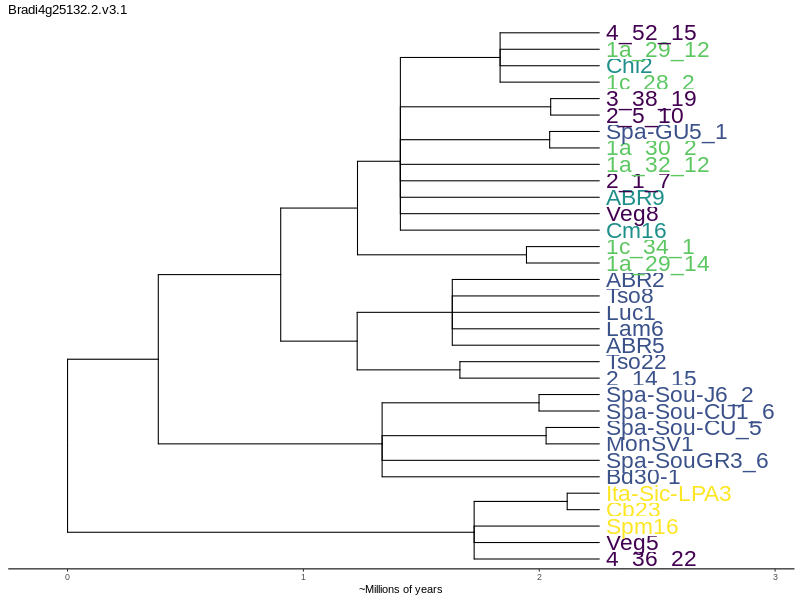 Bradi4g25132.2.v3.1
4_52_15
1a_29_12
Chi2
1c_28_2
3_38_19
2_5_10
Spa-GU5_1
1a_30_2
1a_32_12
2_1_7
ABR9
Veg8
Cm16
1c_34_1
1a_29_14
ABR2
Tso8
Luc1
Lam6
ABR5
Tso22
2_14_15
Spa-Sou-J6_2
Spa-Sou-CU1_6
Spa-Sou-CU_5
MonSV1
Spa-SouGR3_6
Bd30-1
Ita-Sic-LPA3
Cb23
Spm16
Veg5
4_36_22
0 1 2 3
~Millions of years